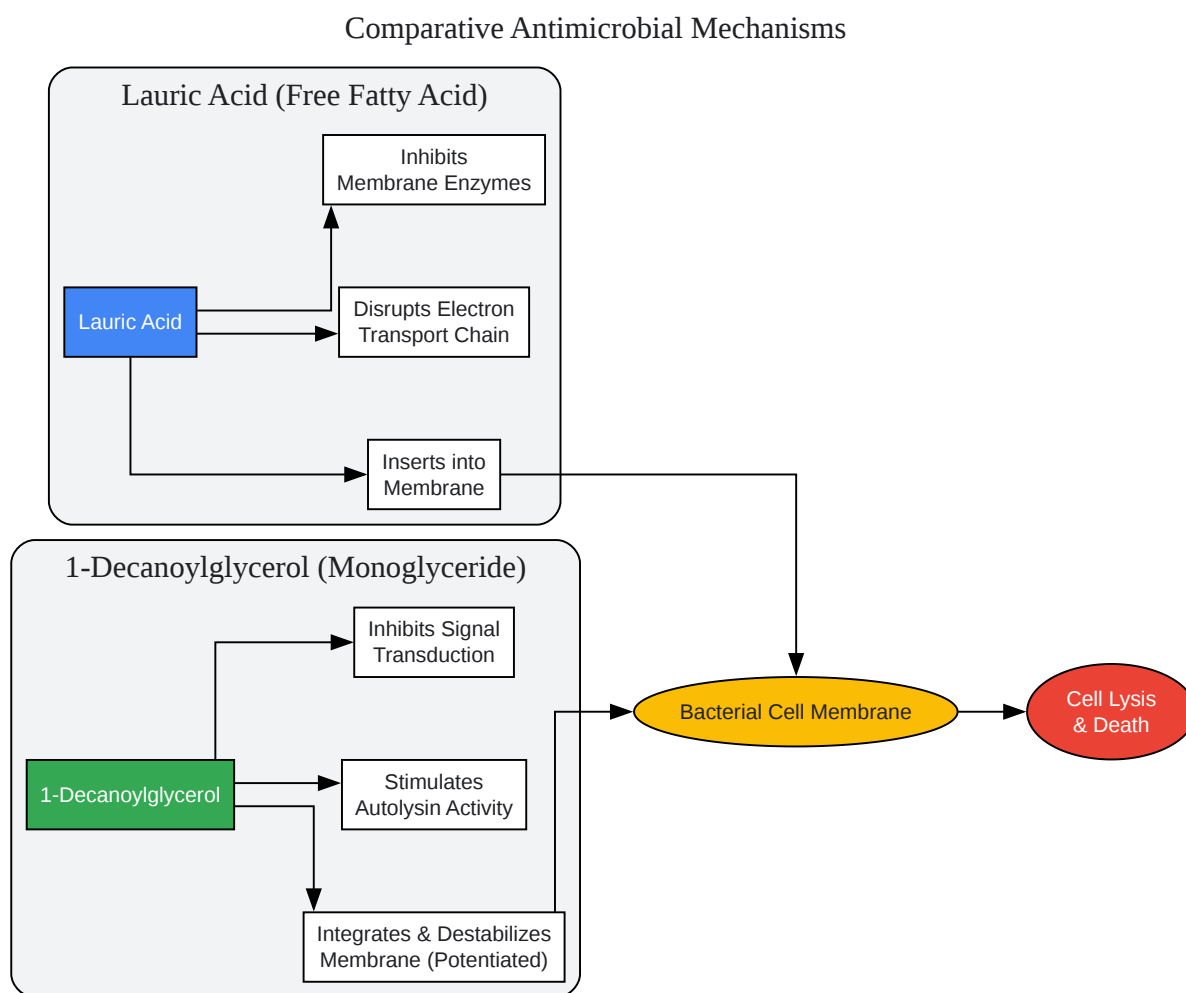 Comparative Antimicrobial Mechanisms
Lauric Acid (Free Fatty Acid)
Inhibits
Membrane Enzymes
Lauric Acid
Disrupts Electron
Transport Chain
Inserts into
Membrane
1-Decanoylglycerol (Monoglyceride)
Inhibits Signal
Transduction
1-Decanoylglycerol
Stimulates
Autolysin Activity
Integrates & Destabilizes
Membrane (Potentiated)
Bacterial Cell Membrane
Cell Lysis
& Death